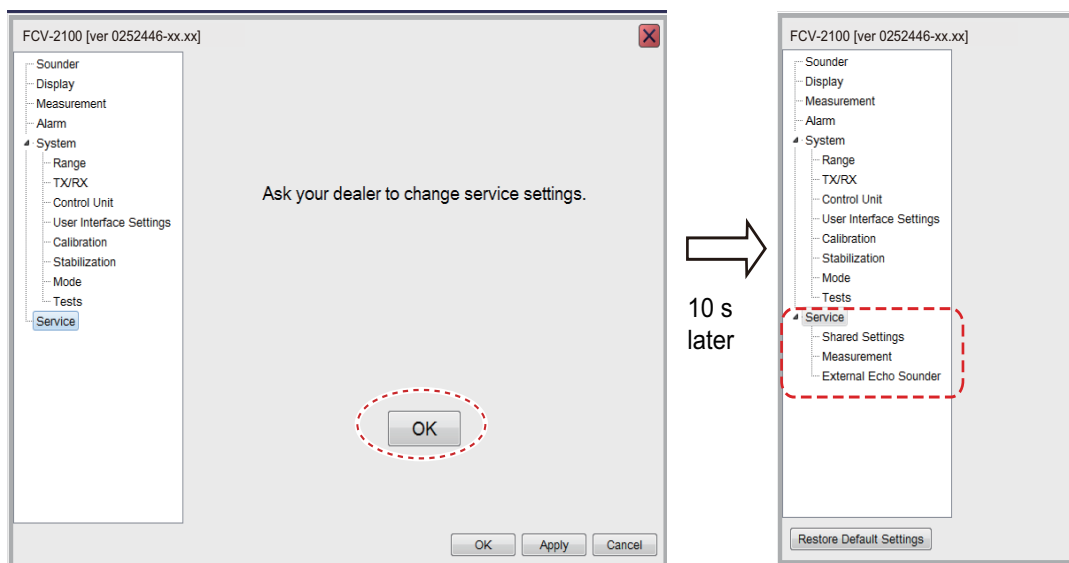 FCV-2100 [ver 0252446-xx.xx]
Sounder
Display
Measurement
Alarm
System
Range
TX/RX
Control Unit
User Interface Settings
Calibration
Stabilization
Mode
Tests
Service
Ask your dealer to change service settings.
OK
OK Apply Cancel
10 s
later
FCV-2100 [ver 0252446-xx.xx]
Sounder
Display
Measurement
Alarm
System
Range
TX/RX
Control Unit
User Interface Settings
Calibration
Stabilization
Mode
Tests
Service
Shared Settings
Measurement
External Echo Sounder
Restore Default Settings